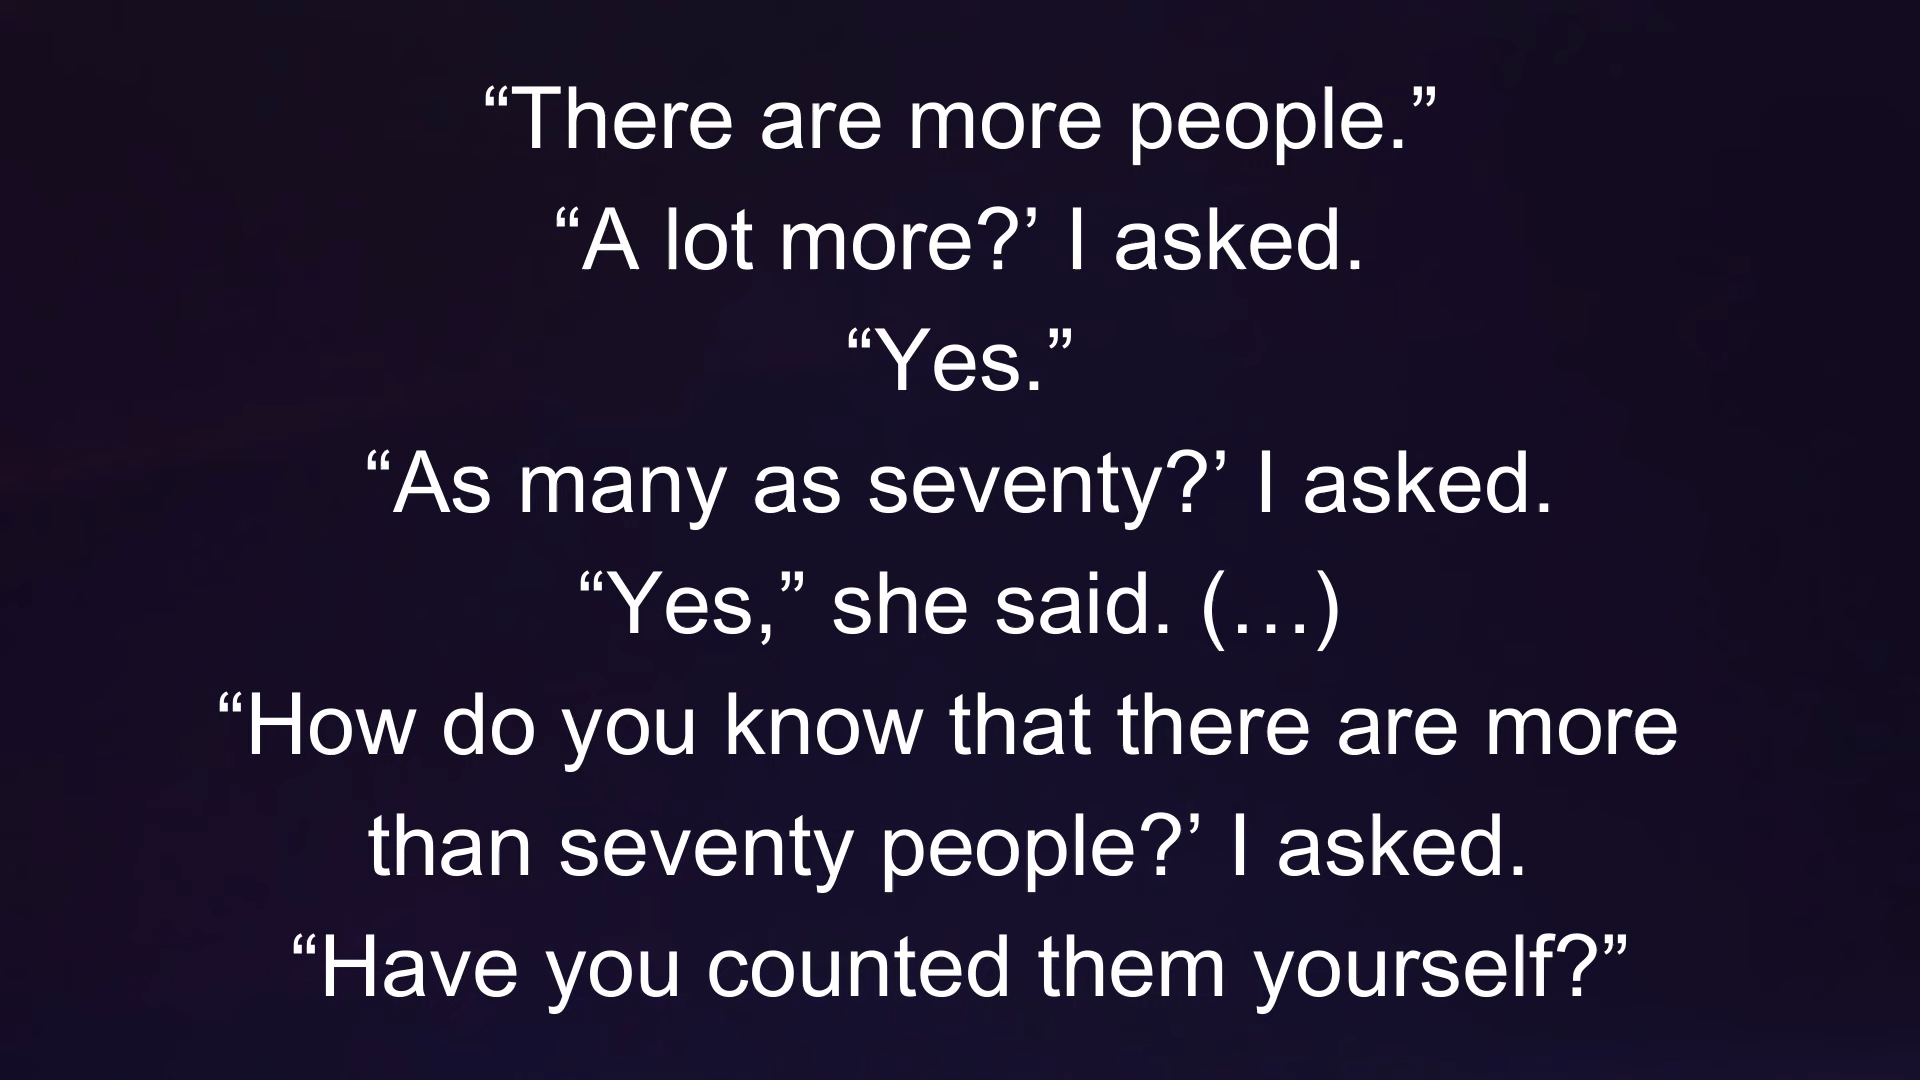 “There are more people.”
“A lot more?’ I asked.
“Yes.”
“As many as seventy?’ I asked.
“Yes,” she said. (…)
“How do you know that there are more
than seventy people?’ I asked.
“Have you counted them yourself?”